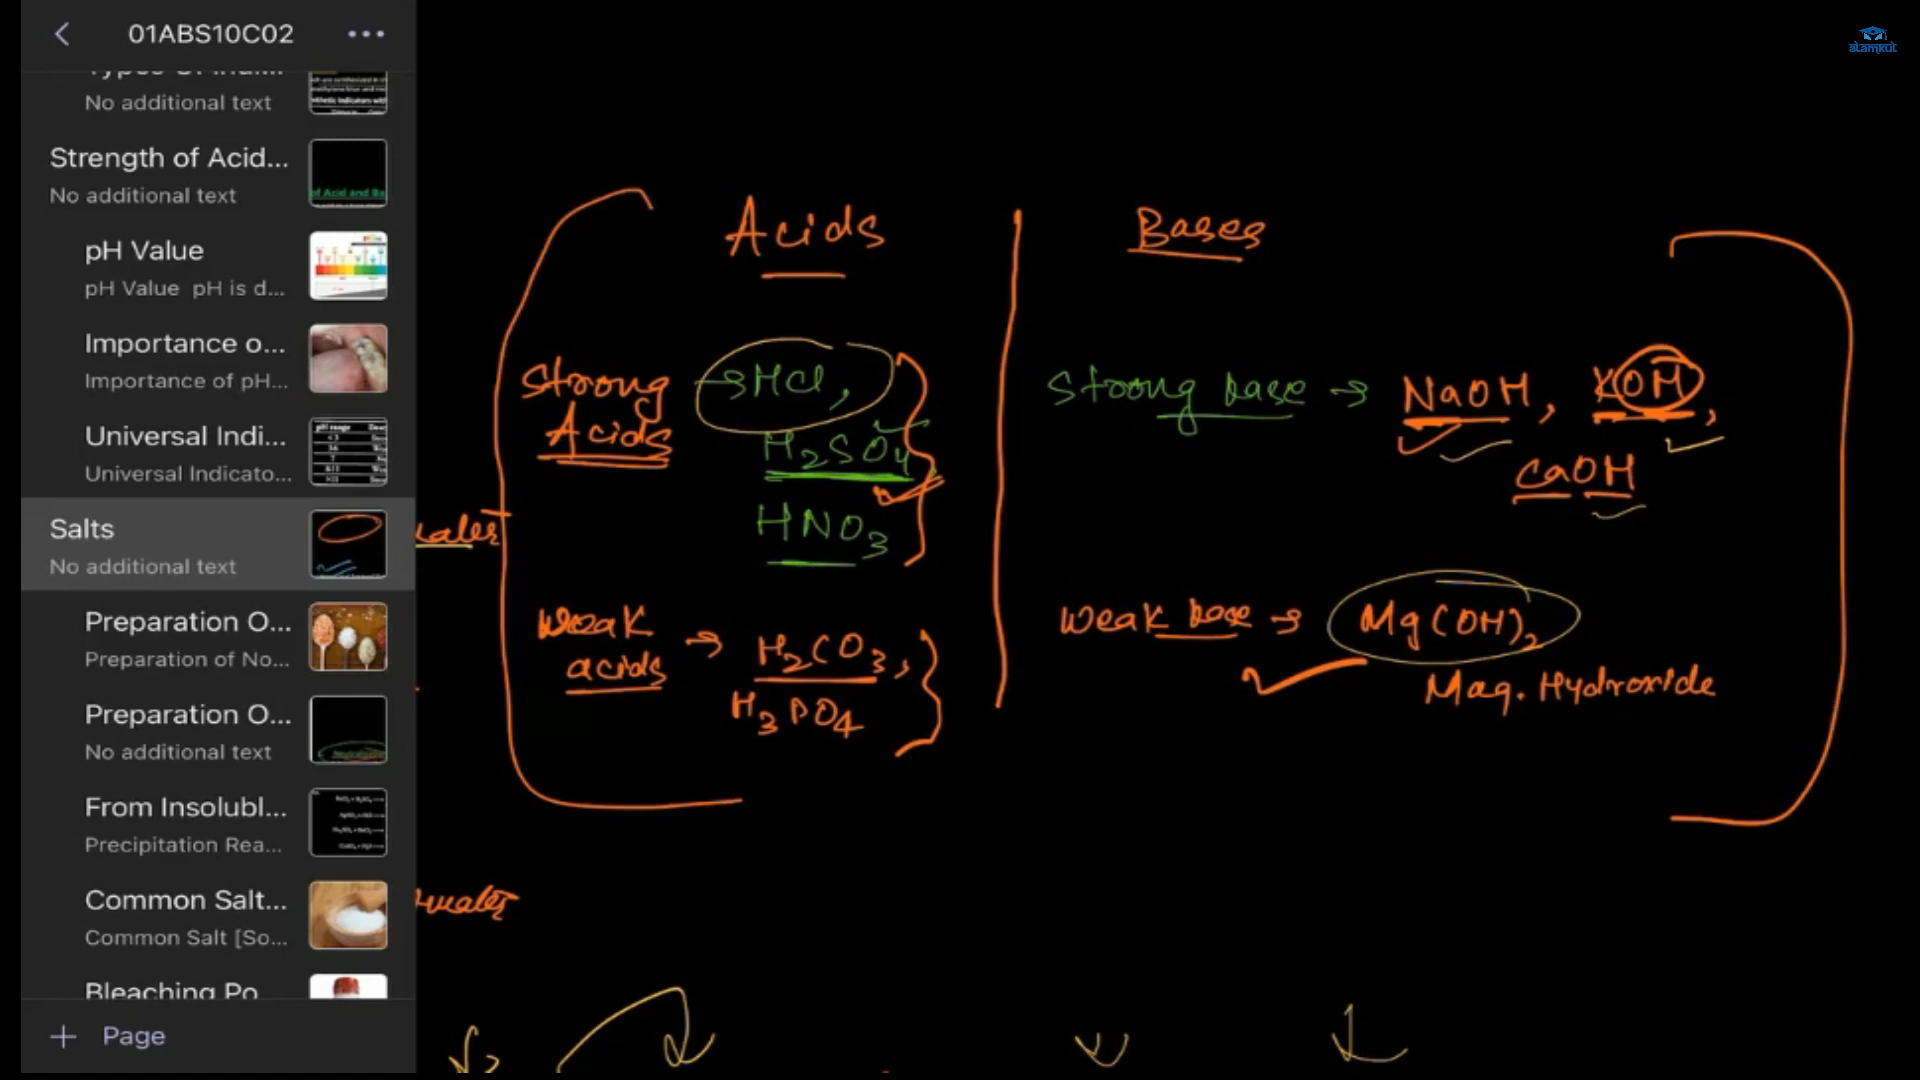 01ABS10C02
No additional text
Strength of Acid...
No additional text
pH Value
pH Value pH is d...
Importance o...
Importance of pH...
Universal Indi...
Universal Indicato...
Salts
No additional text
Preparation O...
Preparation of No...
Preparation O...
No additional text
From Insolubl...
Precipitation Rea...
Common Salt...
Common Salt [So...
Bleaching Po
+ Page
alamkut
Acids
Bases
Strong → HCl,
Acids
H2SO4
HNO3
Strong base → NaOH, KOH,
CaOH
Weak → H2CO3,
acids
H3PO4
Weak base → Mg(OH)2
Mag. Hydroxide
water